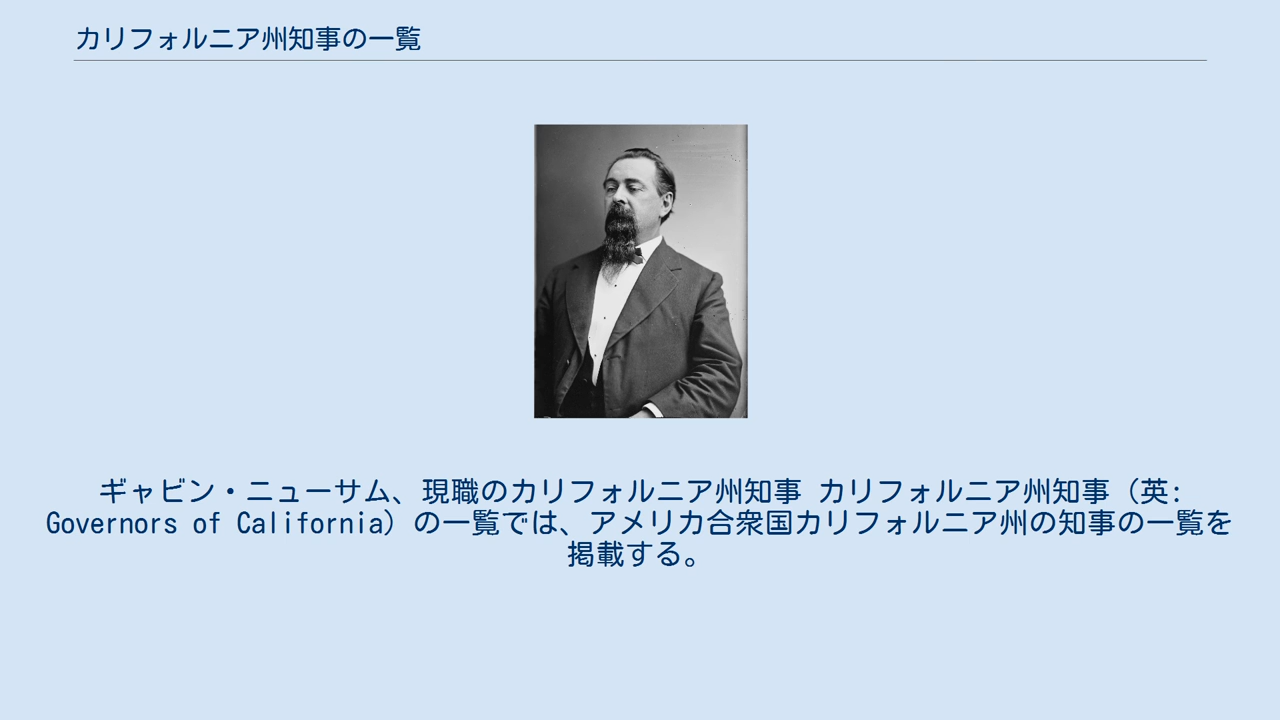 カリフォルニア州知事の一覧
ギャビン・ニューサム、現職のカリフォルニア州知事 カリフォルニア州知事（英:
Governors of California）の一覧では、アメリカ合衆国カリフォルニア州の知事の一覧を
掲載する。